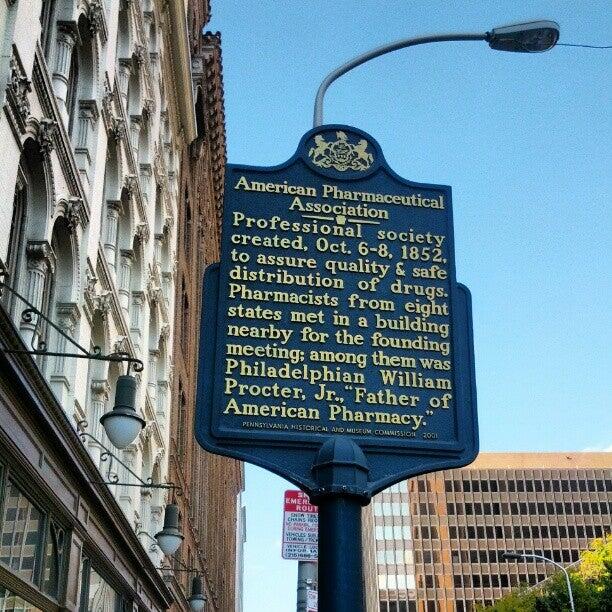 American Pharmaceutical
Association
Professional society
created, Oct. 6-8, 1852,
to assure quality & safe
distribution of drugs.
Pharmacists from eight
states met in a building
nearby for the founding
meeting; among them was
Philadelphian William
Procter, Jr., "Father of
American Pharmacy."
PENNSYLVANIA HISTORICAL AND MUSEUM COMMISSION 2001
ROUT